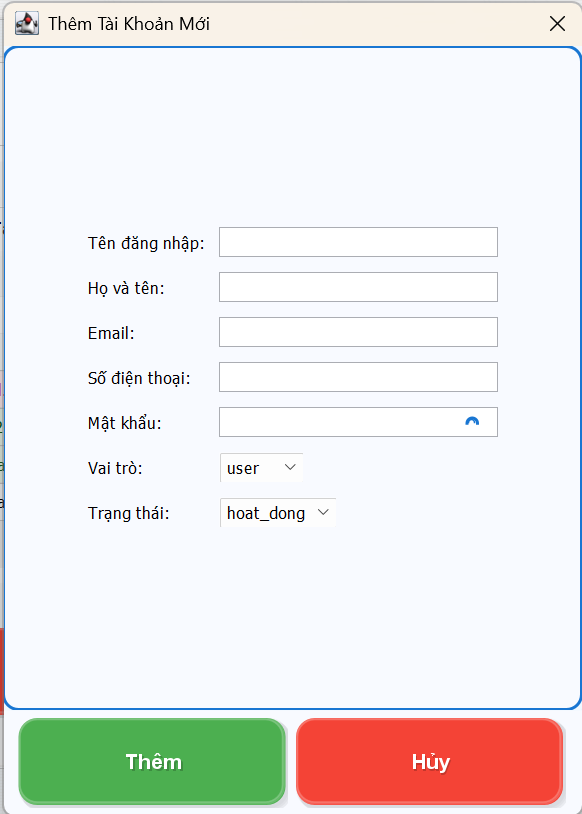 Thêm Tài Khoản Mới
Tên đăng nhập:
Họ và tên:
Email:
Số điện thoại:
Mật khẩu:
Vai trò: user
Trạng thái: hoat_dong
Thêm Hủy